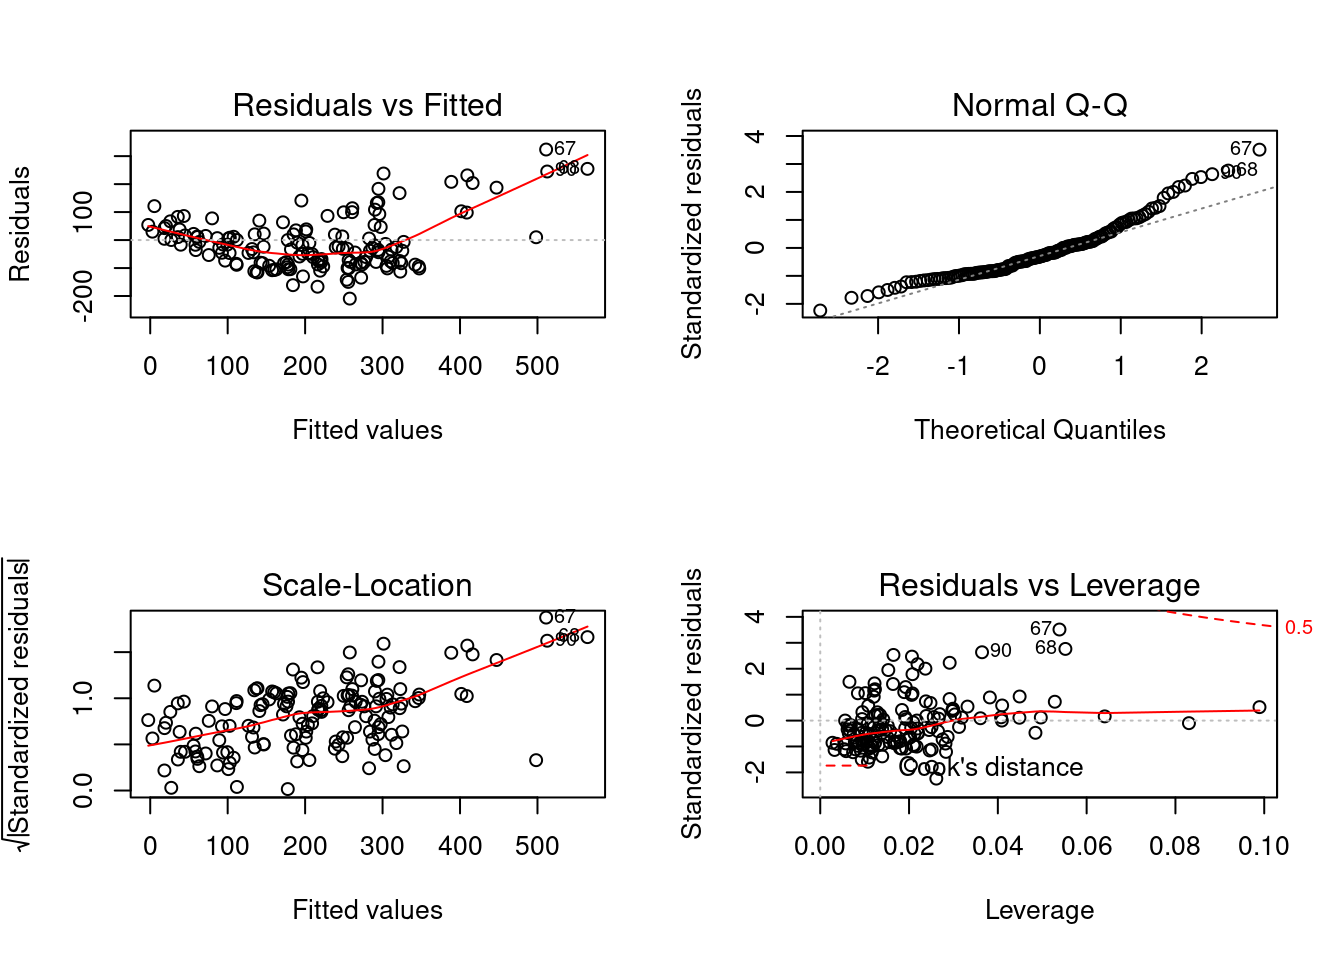 Residuals vs Fitted
Residuals
100
-200
67
68
0 100 200 300 400 500
Fitted values
Normal Q-Q
Standardized residuals
4
2
0
-2
67
68
-2 -1 0 1 2
Theoretical Quantiles
Scale-Location
√|Standardized residuals|
1.0
0.0
67
68
0 100 200 300 400 500
Fitted values
Residuals vs Leverage
Standardized residuals
4
2
0
-2
67
68
90
0.5
k's distance
0.00 0.02 0.04 0.06 0.08 0.10
Leverage